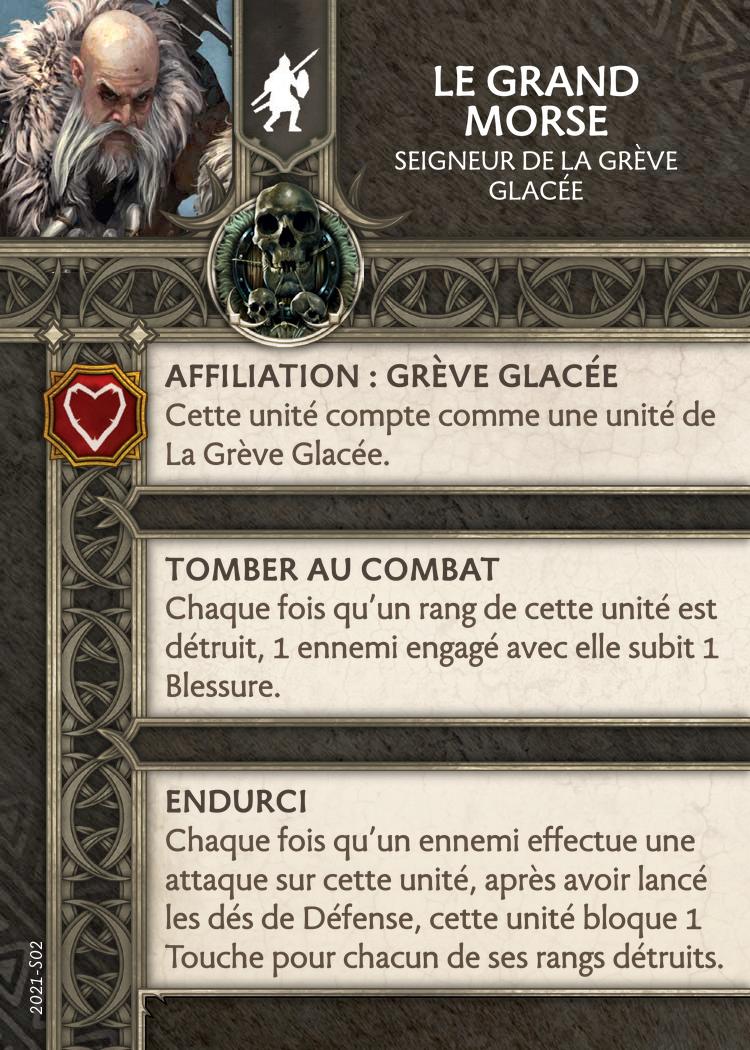 LE GRAND
MORSE
SEIGNEUR DE LA GRÈVE
GLACÉE
AFFILIATION : GRÈVE GLACÉE
Cette unité compte comme une unité de
La Grève Glacée.
TOMBER AU COMBAT
Chaque fois qu’un rang de cette unité est
détruit, 1 ennemi engagé avec elle subit 1
Blessure.
ENDURCI
Chaque fois qu’un ennemi effectue une
attaque sur cette unité, après avoir lancé
les dés de Défense, cette unité bloque 1
Touche pour chacun de ses rangs détruits.
2021-S02